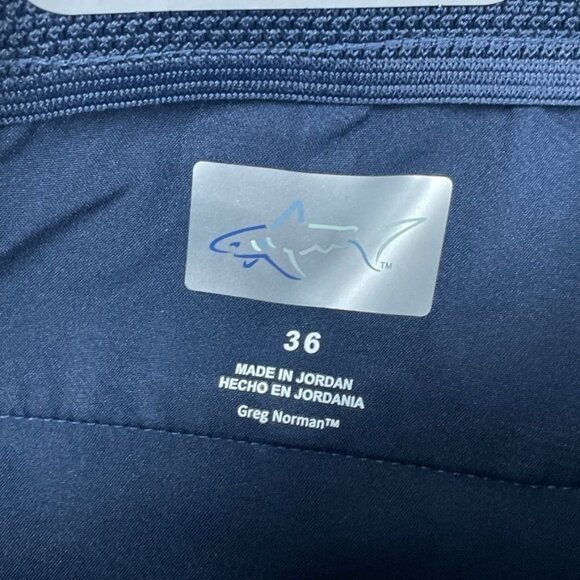 TM
36
MADE IN JORDAN
HECHO EN JORDANIA
Greg Norman™